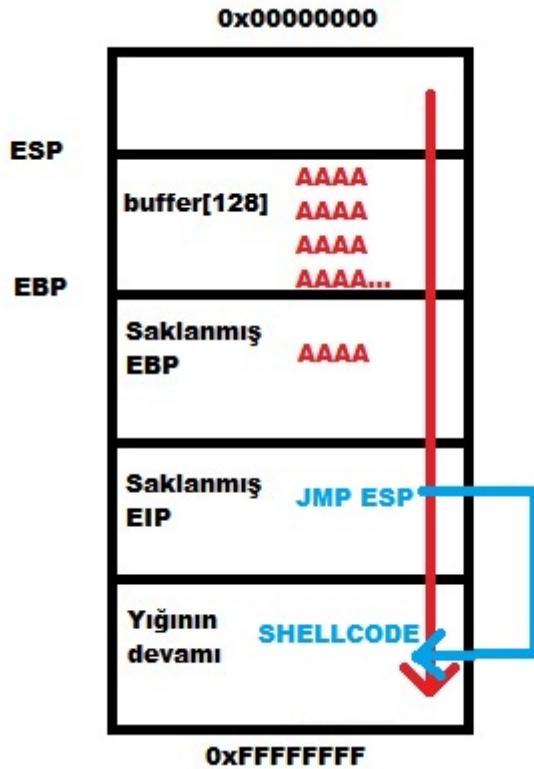 0x00000000
ESP
buffer[128]
AAAA
AAAA
AAAA
AAAA...
EBP
Saklanmış
EBP
AAAA
Saklanmış
EIP
JMP ESP
Yığının
devamı
SHELLCODE
0xFFFFFFFF